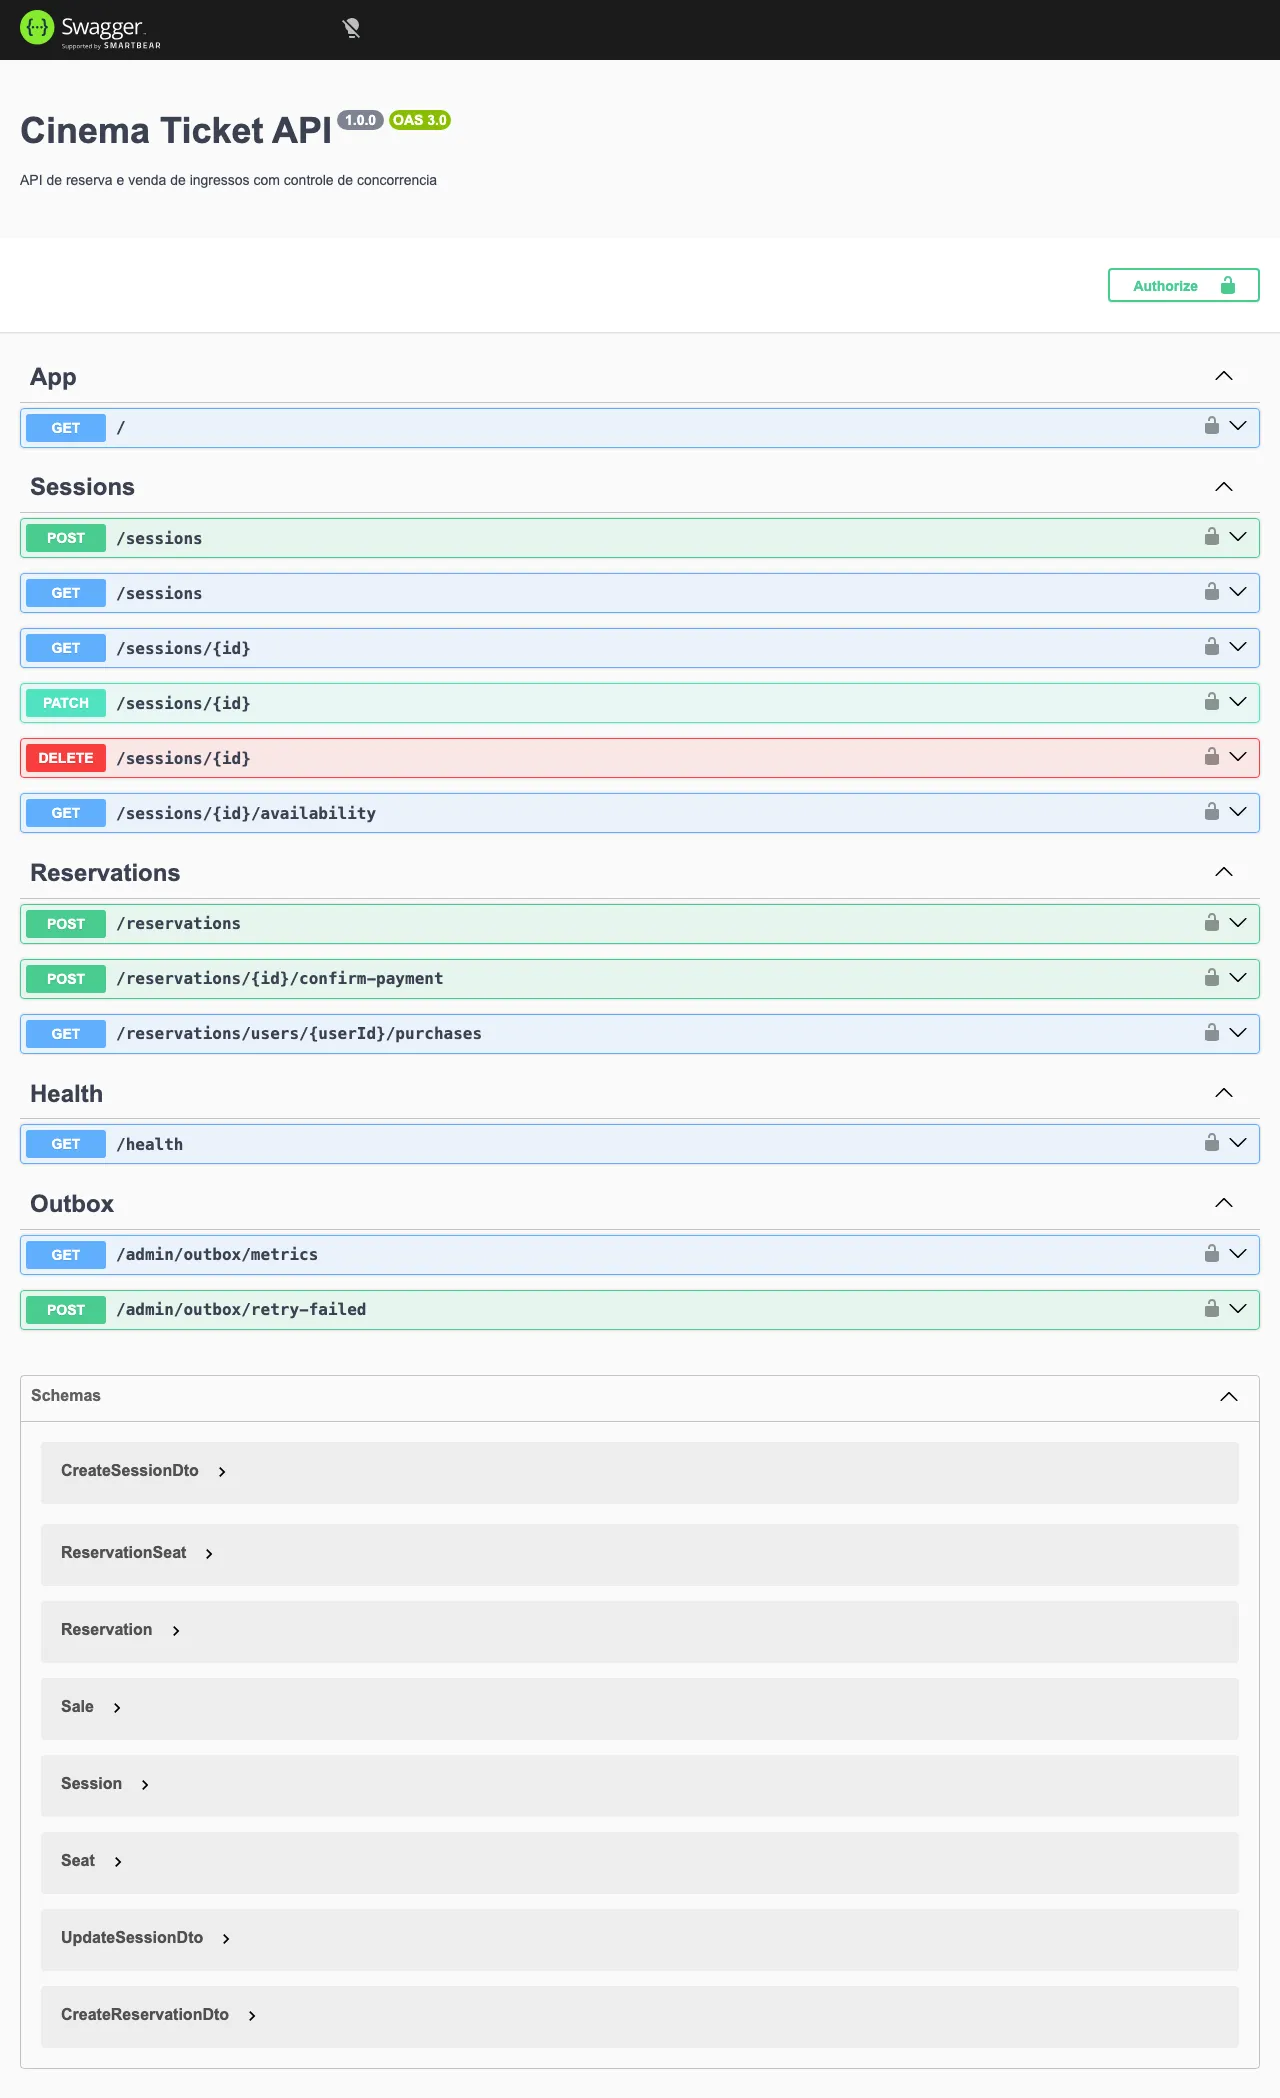 Swagger
Supported by SMARTBEAR
Cinema Ticket API 1.0.0 OAS 3.0
API de reserva e venda de ingressos com controle de concorrencia
Authorize
App
GET /
Sessions
POST /sessions
GET /sessions
GET /sessions/{id}
PATCH /sessions/{id}
DELETE /sessions/{id}
GET /sessions/{id}/availability
Reservations
POST /reservations
POST /reservations/{id}/confirm-payment
GET /reservations/users/{userId}/purchases
Health
GET /health
Outbox
GET /admin/outbox/metrics
POST /admin/outbox/retry-failed
Schemas
CreateSessionDto
ReservationSeat
Reservation
Sale
Session
Seat
UpdateSessionDto
CreateReservationDto